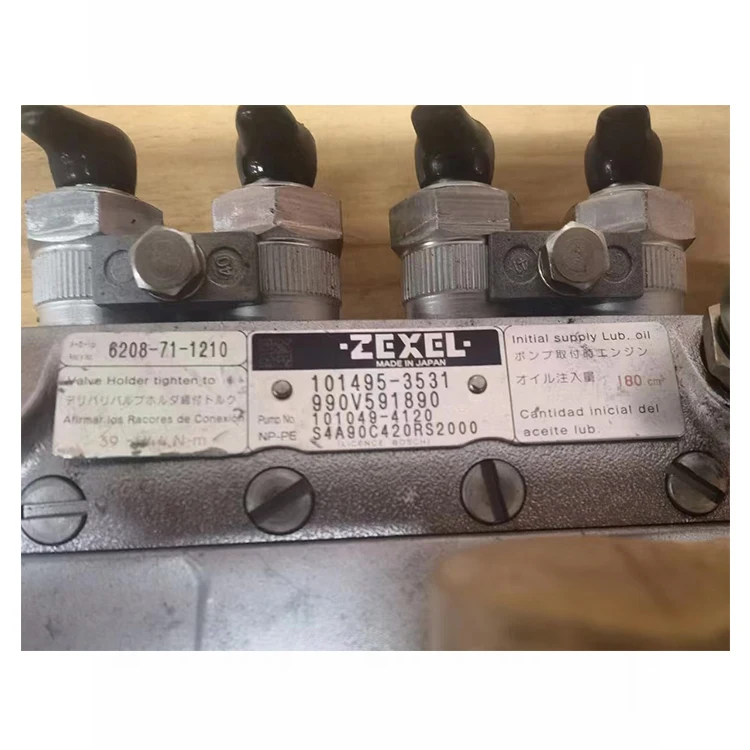 6208-71-1210
Valve Holder tighten to
デリバリバルブホルダ締付トルク
Afirmar los Racores de Conexion
39 - 44 N-m
-ZEXEL-
MADE IN JAPAN
101495-3531
990V591890
Pump No. 101049-4120
NP-PE S4A90C420RS2000
(LICENCE BOSCH)
Initial supply Lub. oil
ポンプ取付時エンジン
オイル注入量 180 cm³
Cantidad inicial del
aceite lub.